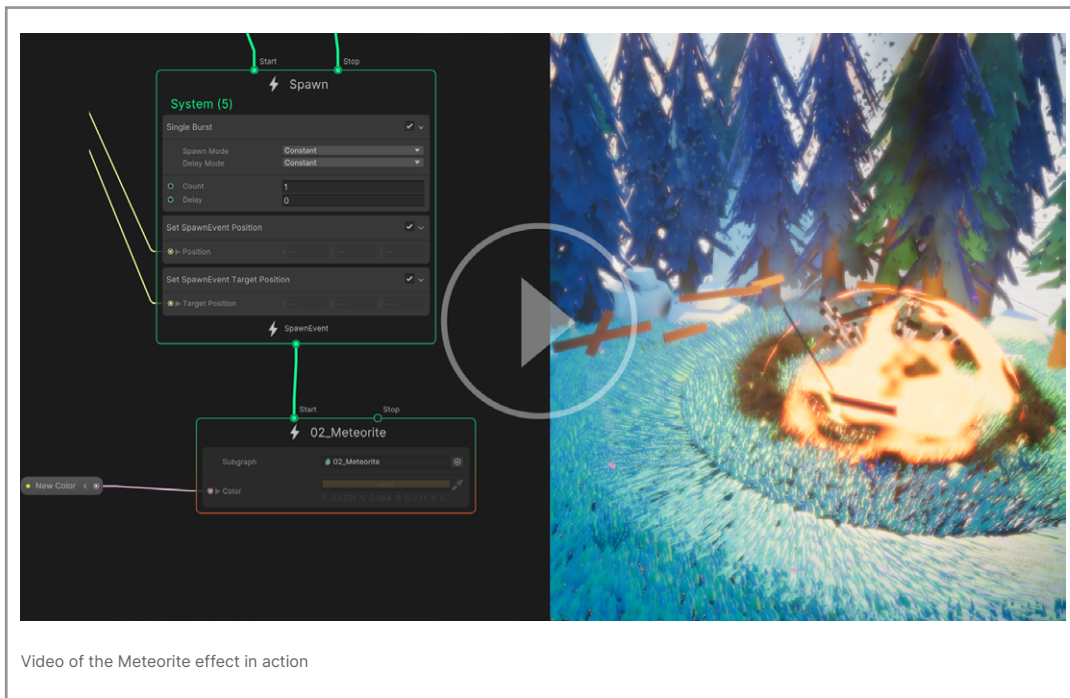 Start Stop
Spawn
System (5)
Single Burst
Spawn Mode Constant
Delay Mode Constant
Count 1
Delay 0
Set SpawnEvent Position
Position
Set SpawnEvent Target Position
Target Position
SpawnEvent
Start Stop
02_Meteorite
Subgraph 02_Meteorite
New Color
Color
Video of the Meteorite effect in action